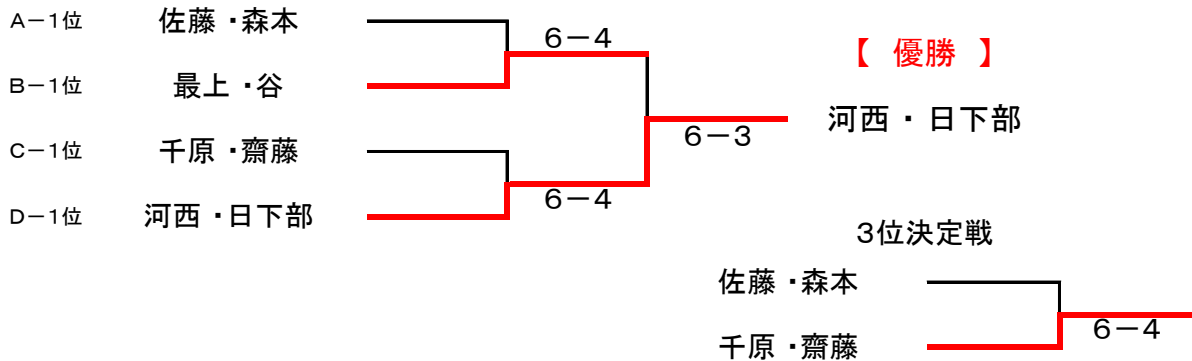 A－1位 佐藤・森本
6－4
【 優勝 】
B－1位 最上・谷
河西・日下部
6－3
C－1位 千原・齋藤
6－4
D－1位 河西・日下部
3位決定戦
佐藤・森本
6－4
千原・齋藤